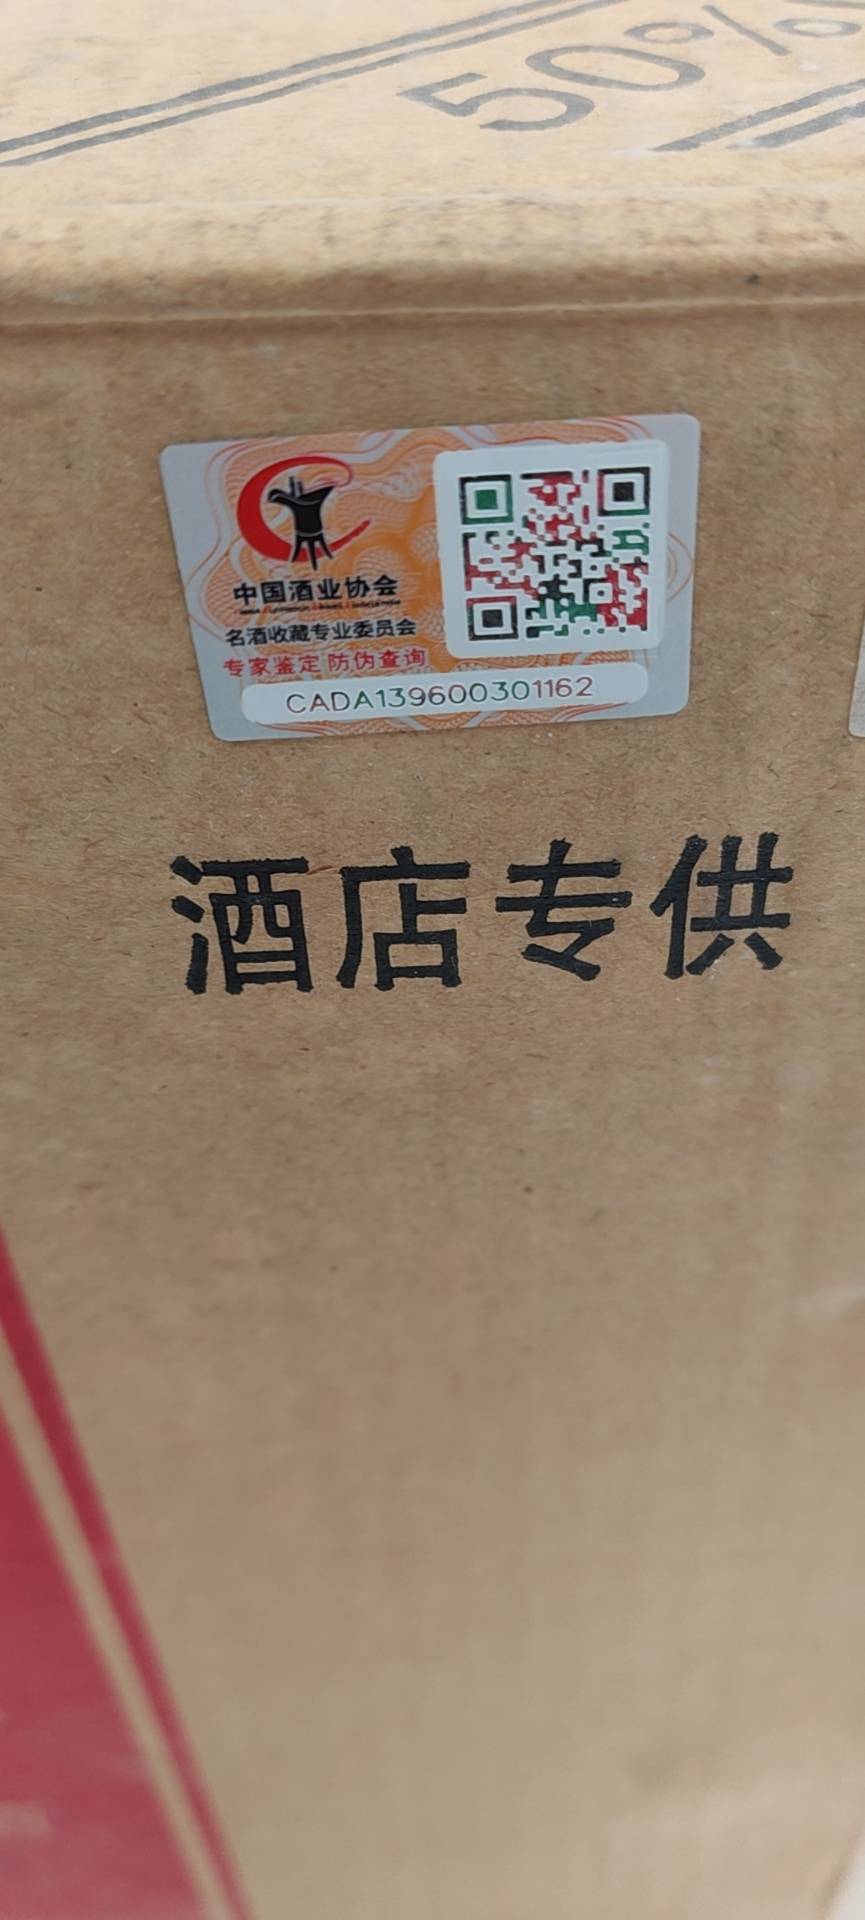 50%
中国酒业协会
名酒收藏专业委员会
专家鉴定 防伪查询
CADA139600301162
酒店专供